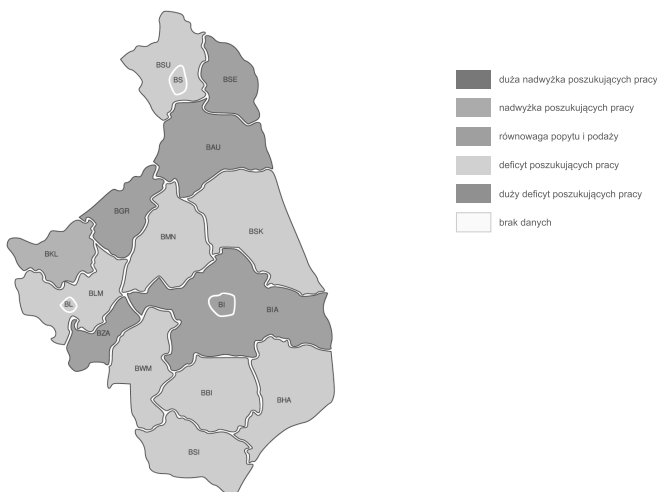 BSU
BS
BSE
BAU
BGR
BMN
BSK
BKL
BLM
BL
BI
BIA
BZA
BWM
BBI
BHA
BSI
duża nadwyżka poszukujących pracy
nadwyżka poszukujących pracy
równowaga popytu i podaży
deficyt poszukujących pracy
duży deficyt poszukujących pracy
brak danych